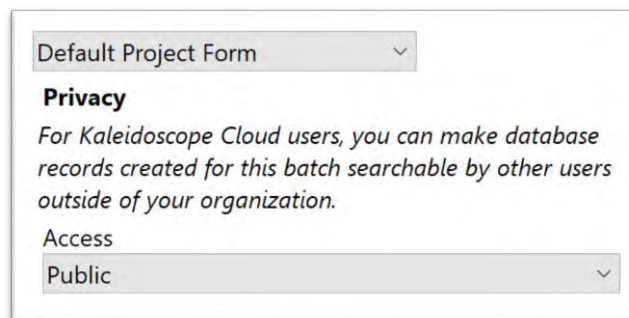 Default Project Form
Privacy
For Kaleidoscope Cloud users, you can make database
records created for this batch searchable by other users
outside of your organization.
Access
Public